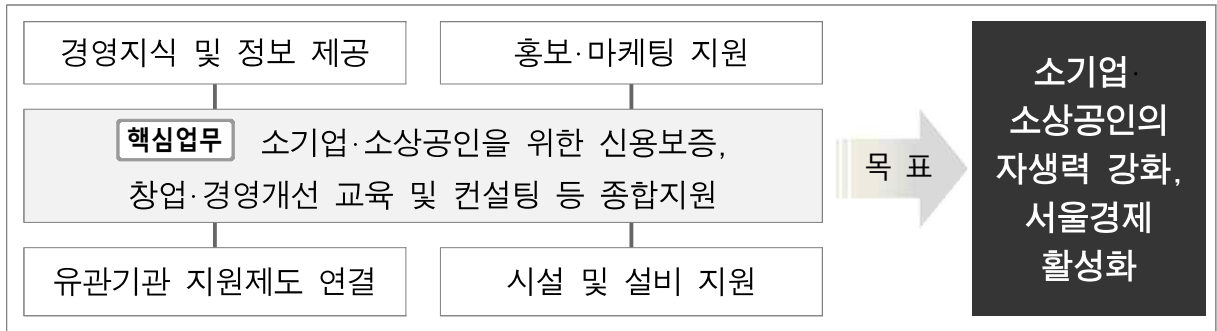 경영지식 및 정보 제공
홍보·마케팅 지원
핵심업무 소기업·소상공인을 위한 신용보증,
창업·경영개선 교육 및 컨설팅 등 종합지원
유관기관 지원제도 연결
시설 및 설비 지원
목 표
소기업·
소상공인의
자생력 강화,
서울경제
활성화